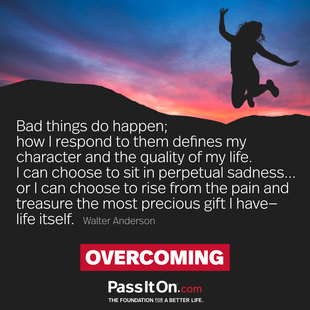 Bad things do happen;
how I respond to them defines my
character and the quality of my life.
I can choose to sit in perpetual sadness...
or I can choose to rise from the pain and
treasure the most precious gift I have–
life itself. Walter Anderson
OVERCOMING
PassItOn.com
THE FOUNDATION FOR A BETTER LIFE.